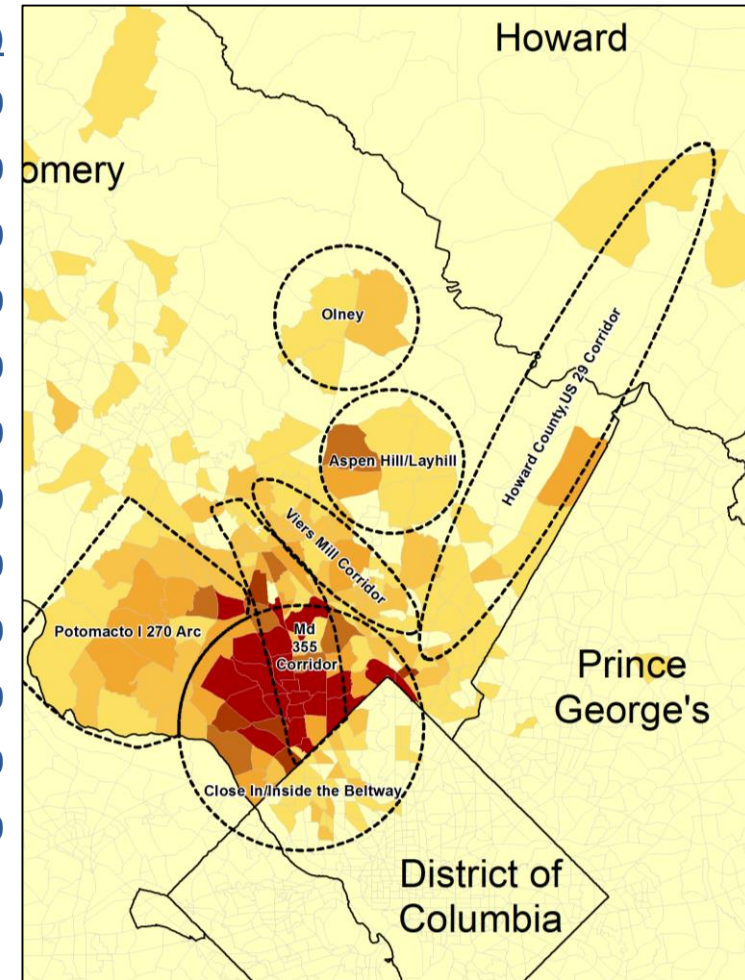 Howard
omery
Olney
Howard County,US 29 Corridor
Aspen Hill/Layhill
Viers Mill Corridor
Potomacto I 270 Arc
Md
355
Corridor
Prince
George's
Close In/Inside the Beltway
District of
Columbia